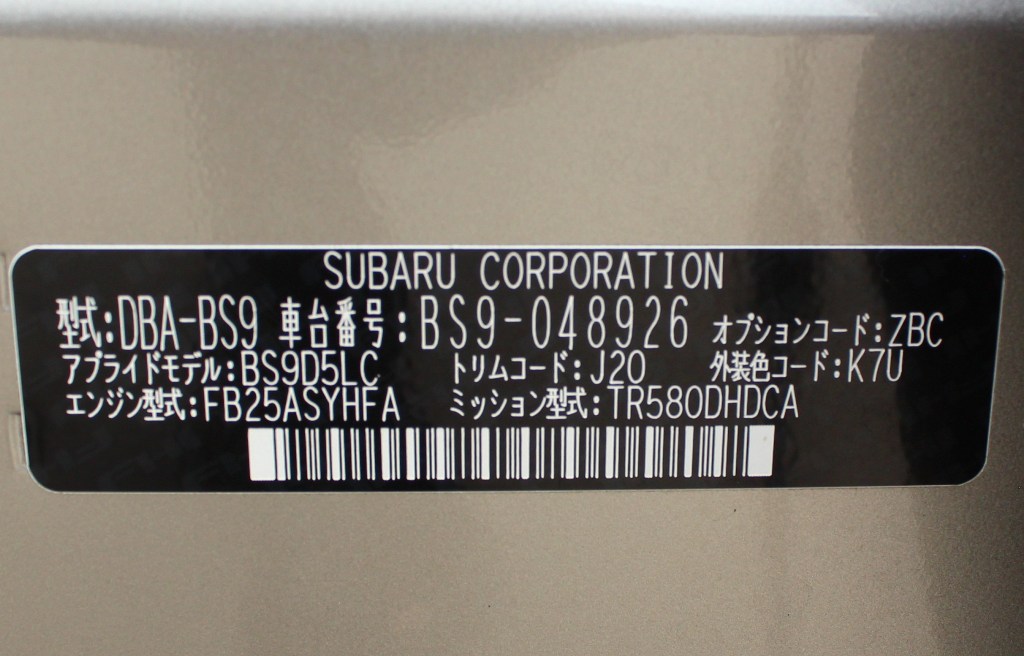 SUBARU CORPORATION
型式:DBA-BS9 車台番号:BS9-048926 オプションコード:ZBC
アプライドモデル:BS9D5LC トリムコード:J20 外装色コード:K7U
エンジン型式:FB25ASYHFA ミッション型式:TR580DHDCA